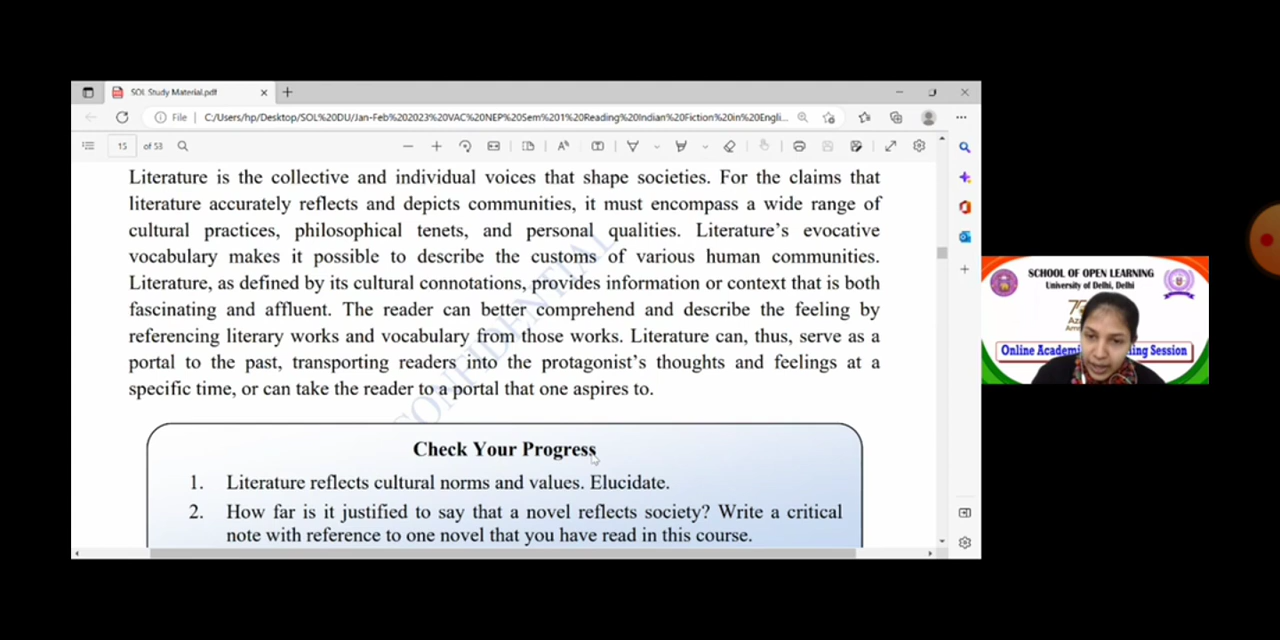 SOL Study Material.pdf
File C:/Users/hp/Desktop/SOL%20DU/Jan-Feb%202023%20VAC%20NEP%20Sem%201%20Reading%20Indian%20Fiction%20in%20Engli...
15 of 53
Literature is the collective and individual voices that shape societies. For the claims that
literature accurately reflects and depicts communities, it must encompass a wide range of
cultural practices, philosophical tenets, and personal qualities. Literature's evocative
vocabulary makes it possible to describe the customs of various human communities.
Literature, as defined by its cultural connotations, provides information or context that is both
fascinating and affluent. The reader can better comprehend and describe the feeling by
referencing literary works and vocabulary from those works. Literature can, thus, serve as a
portal to the past, transporting readers into the protagonist's thoughts and feelings at a
specific time, or can take the reader to a portal that one aspires to.
CONFIDENTIAL
Check Your Progress
1. Literature reflects cultural norms and values. Elucidate.
2. How far is it justified to say that a novel reflects society? Write a critical
note with reference to one novel that you have read in this course.
SCHOOL OF OPEN LEARNING
University of Delhi, Delhi
Online Academi ing Session